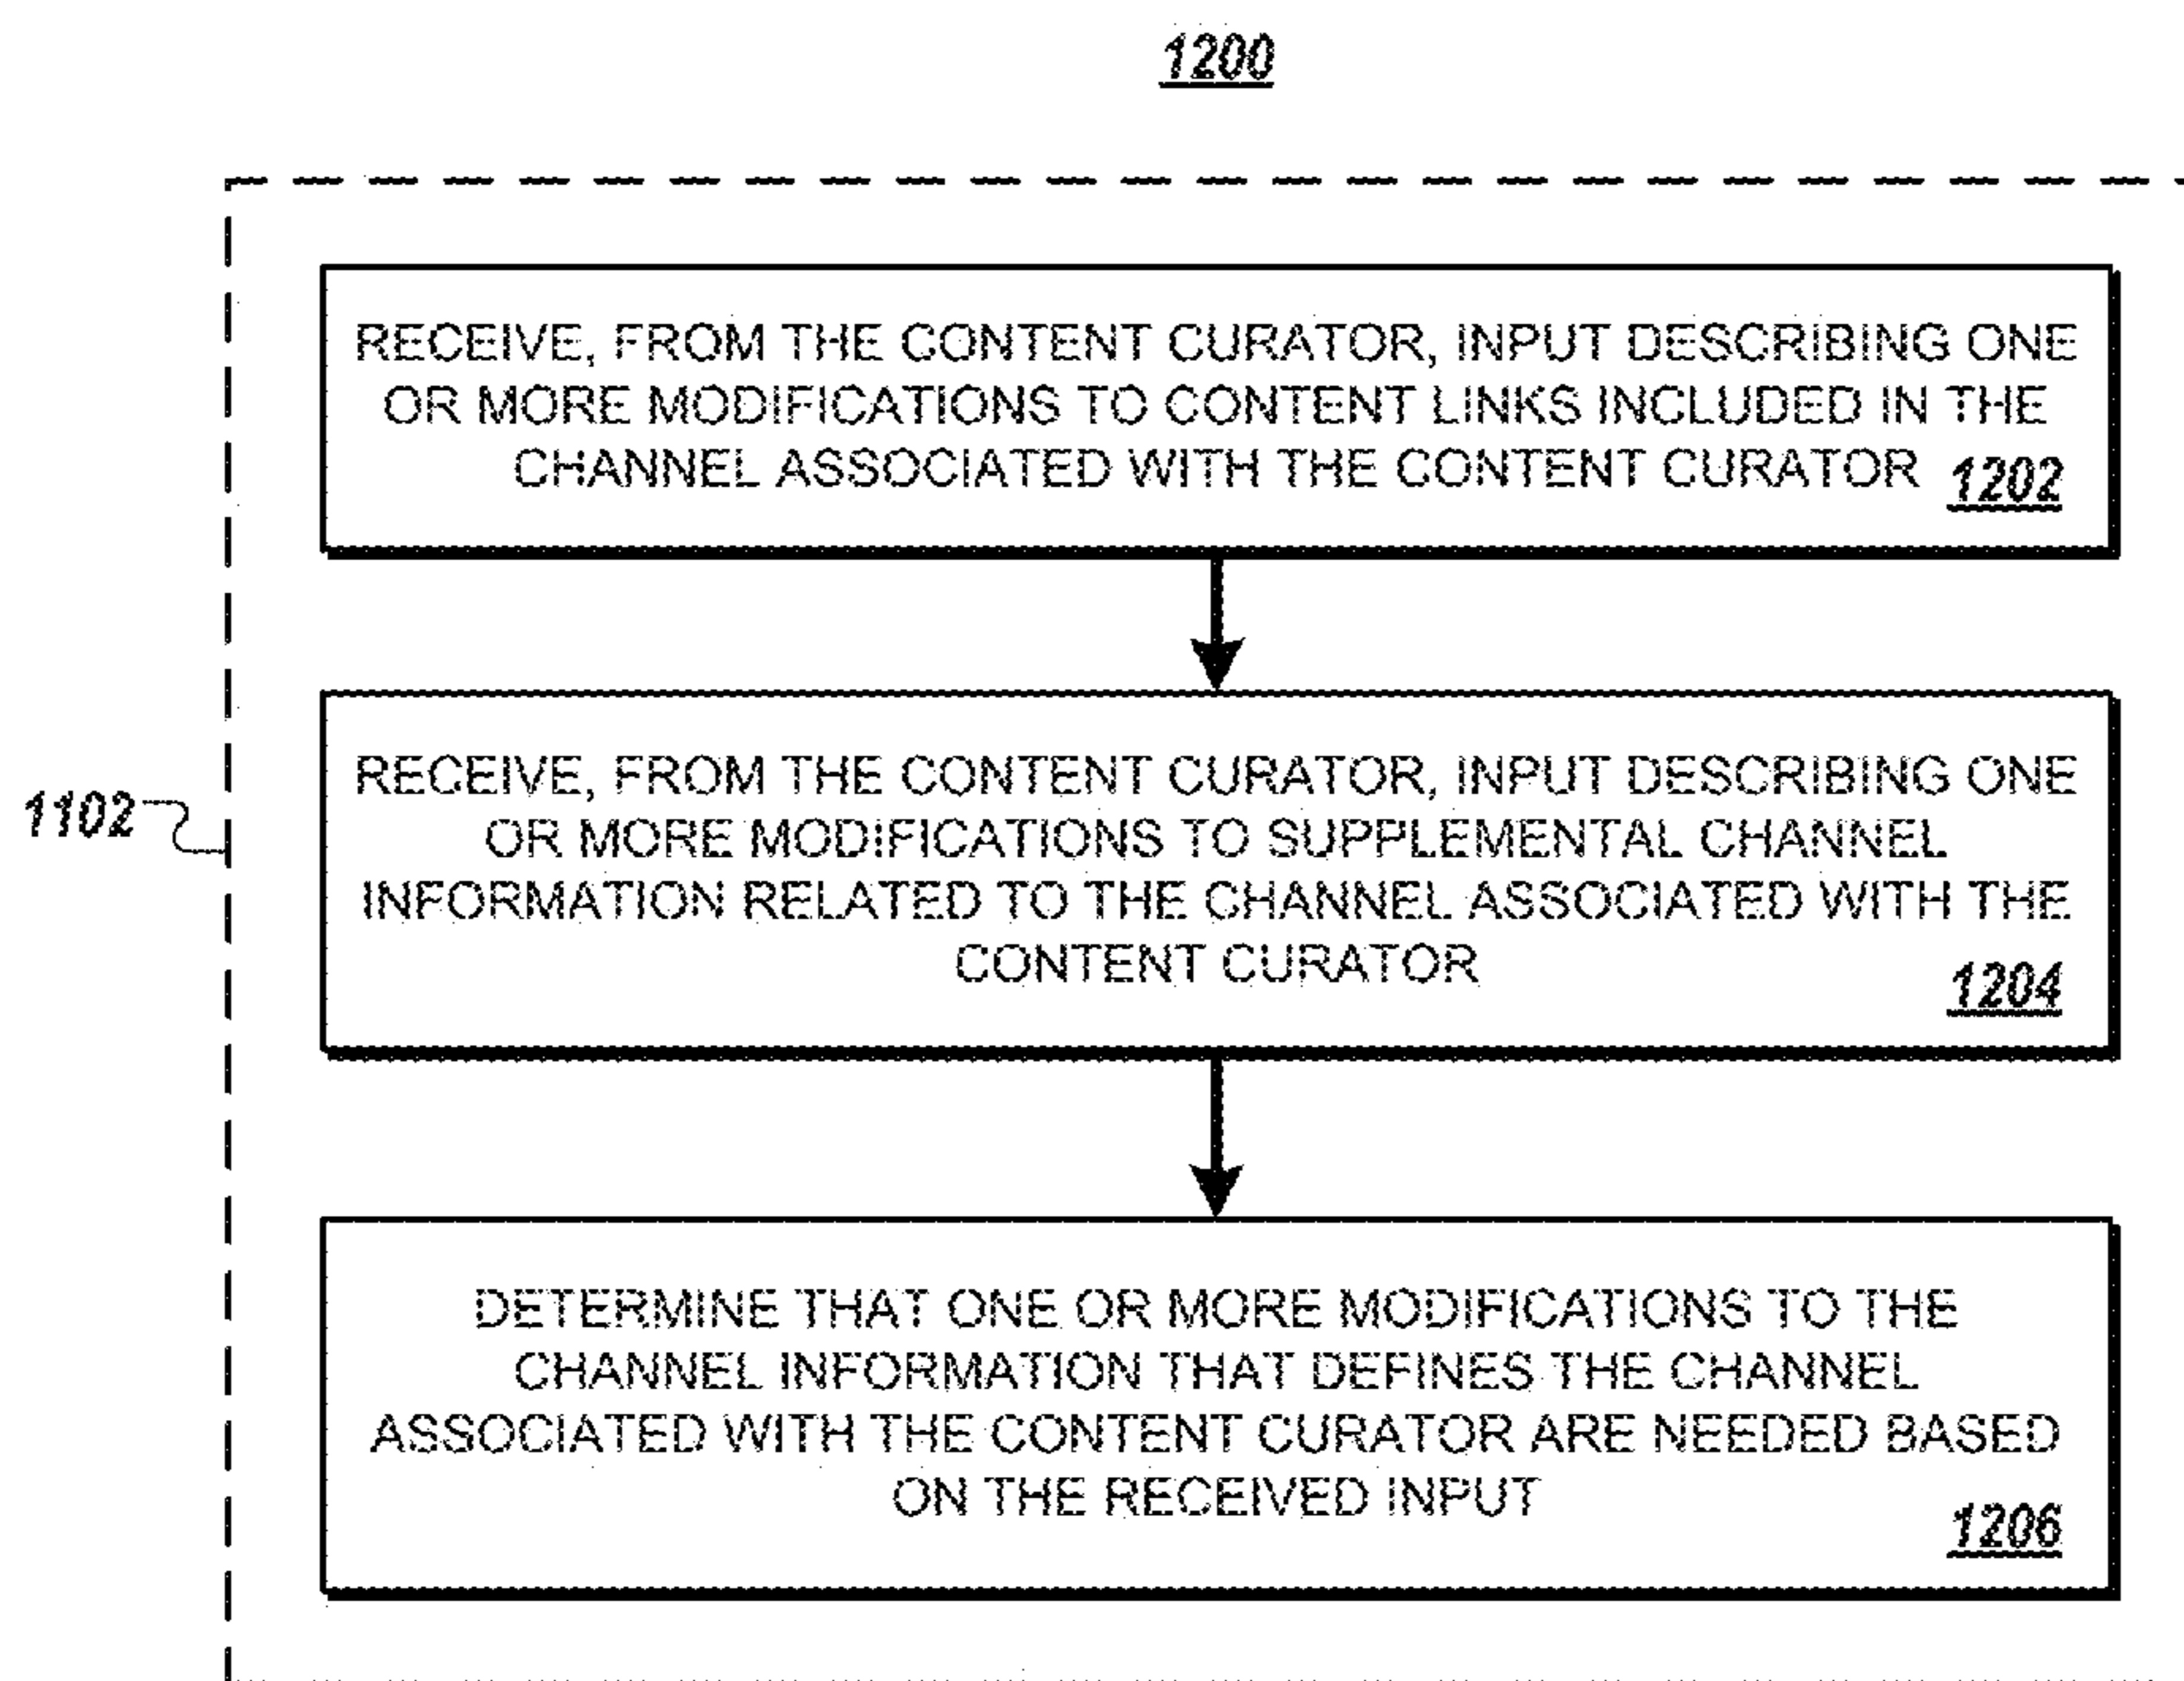 1200
RECEIVE, FROM THE CONTENT CURATOR, INPUT DESCRIBING ONE
OR MORE MODIFICATIONS TO CONTENT LINKS INCLUDED IN THE
CHANNEL ASSOCIATED WITH THE CONTENT CURATOR 1202
RECEIVE, FROM THE CONTENT CURATOR, INPUT DESCRIBING ONE
OR MORE MODIFICATIONS TO SUPPLEMENTAL CHANNEL
INFORMATION RELATED TO THE CHANNEL ASSOCIATED WITH THE
CONTENT CURATOR
1204
1102
DETERMINE THAT ONE OR MORE MODIFICATIONS TO THE
CHANNEL INFORMATION THAT DEFINES THE CHANNEL
ASSOCIATED WITH THE CONTENT CURATOR ARE NEEDED BASED
ON THE RECEIVED INPUT
1206